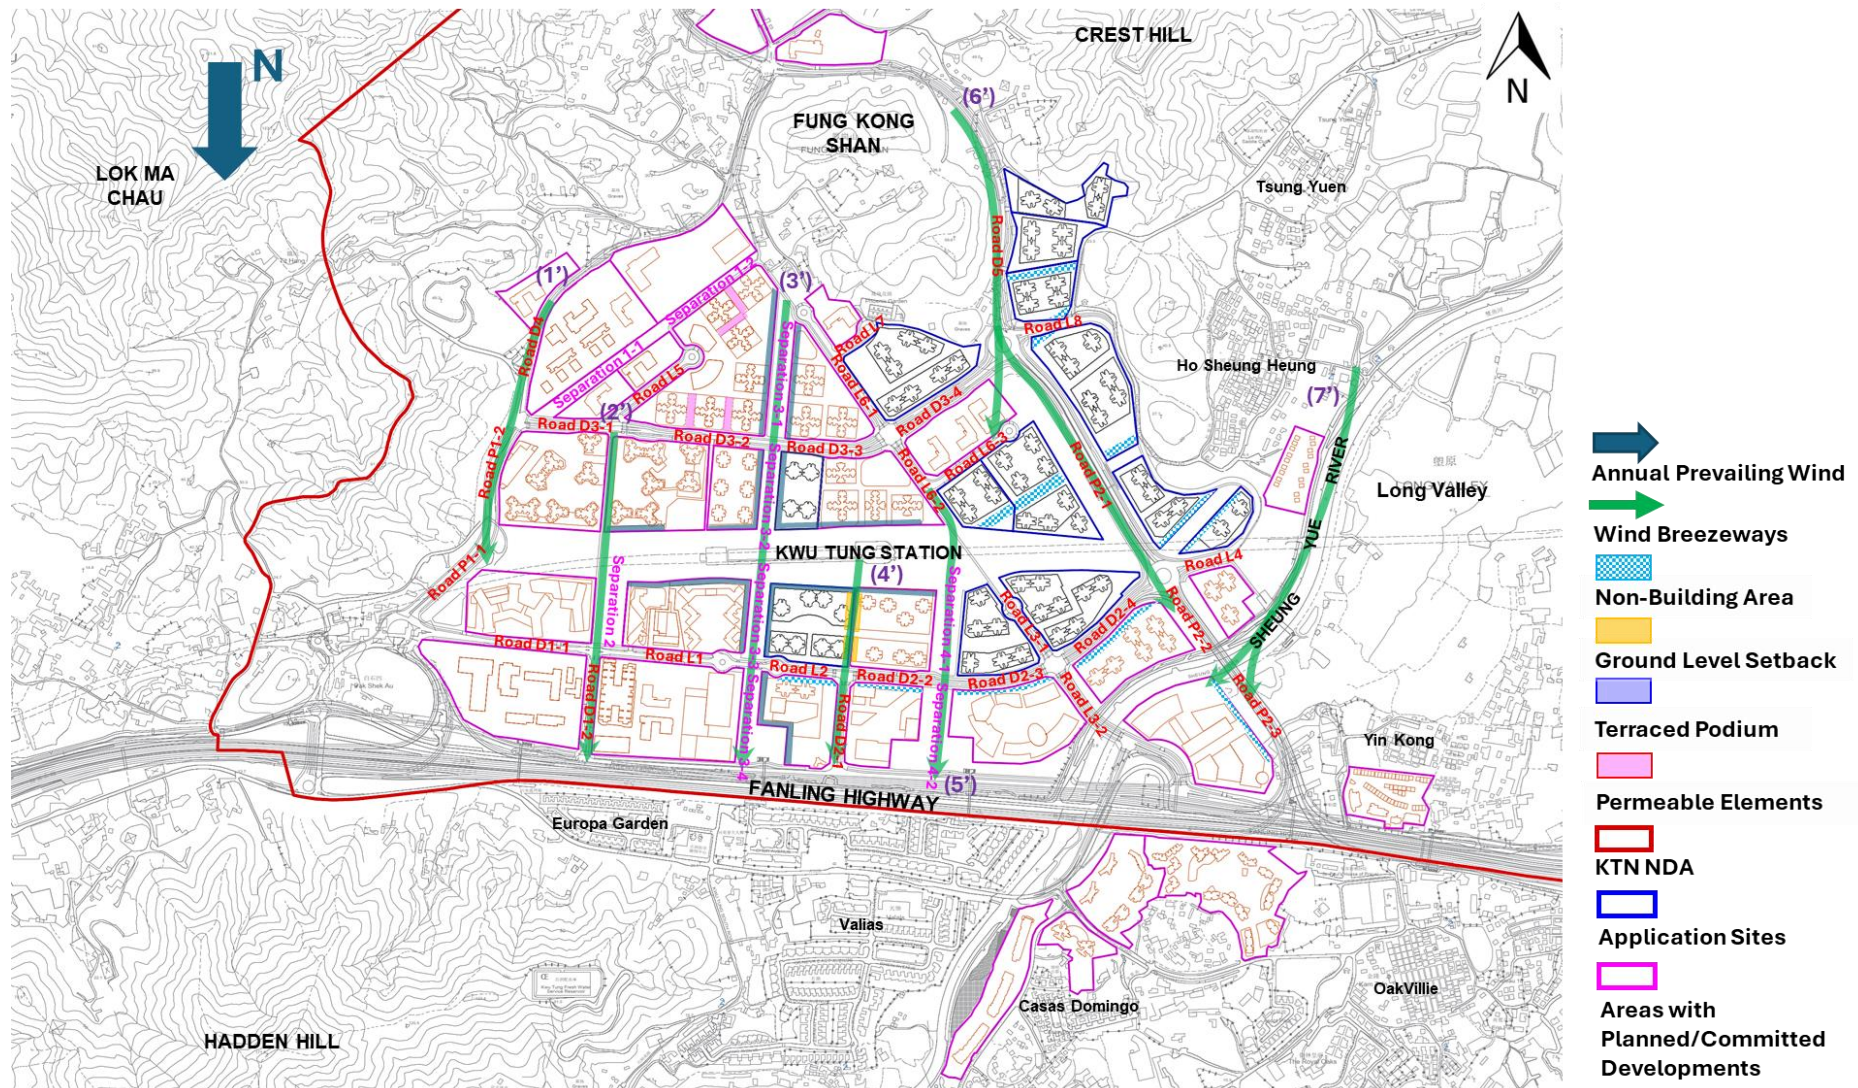 CREST HILL
N
N
(6')
FUNG KONG
SHAN
LOK MA
CHAU
Tsung Yuen
Road D5
(1')
Separation 1-2
(3')
Road L7
Road L8
Road D4
Separation 1-1
Road L5
Separation 3-1
Road L6-1
Ho Sheung Heung
(7')
(2')
Road D3-1
Road D3-2
Road D3-3
Road D3-4
Road P1-2
Separation 3-2
Road L6-2
Road L6-3
Road P2-1
Long Valley
塱原
SHEUNG YUE RIVER
KWU TUNG STATION
(4')
Road P1-1
Separation 2
Separation 3-3
Separation 4-1
Road L3-1
Road D2-4
Road L4
Road P2-2
Road D1-1
Road L1
Road L2
Road D2-2
Road D2-3
Road L3-2
Road P2-3
Road D1-2
Separation 3-4
Road D2-1
Separation 4-2
(5')
Yin Kong
FANLING HIGHWAY
Europa Garden
Valias
Casas Domingo
OakVillie
HADDEN HILL
Annual Prevailing Wind
Wind Breezeways
Non-Building Area
Ground Level Setback
Terraced Podium
Permeable Elements
KTN NDA
Application Sites
Areas with
Planned/Committed
Developments